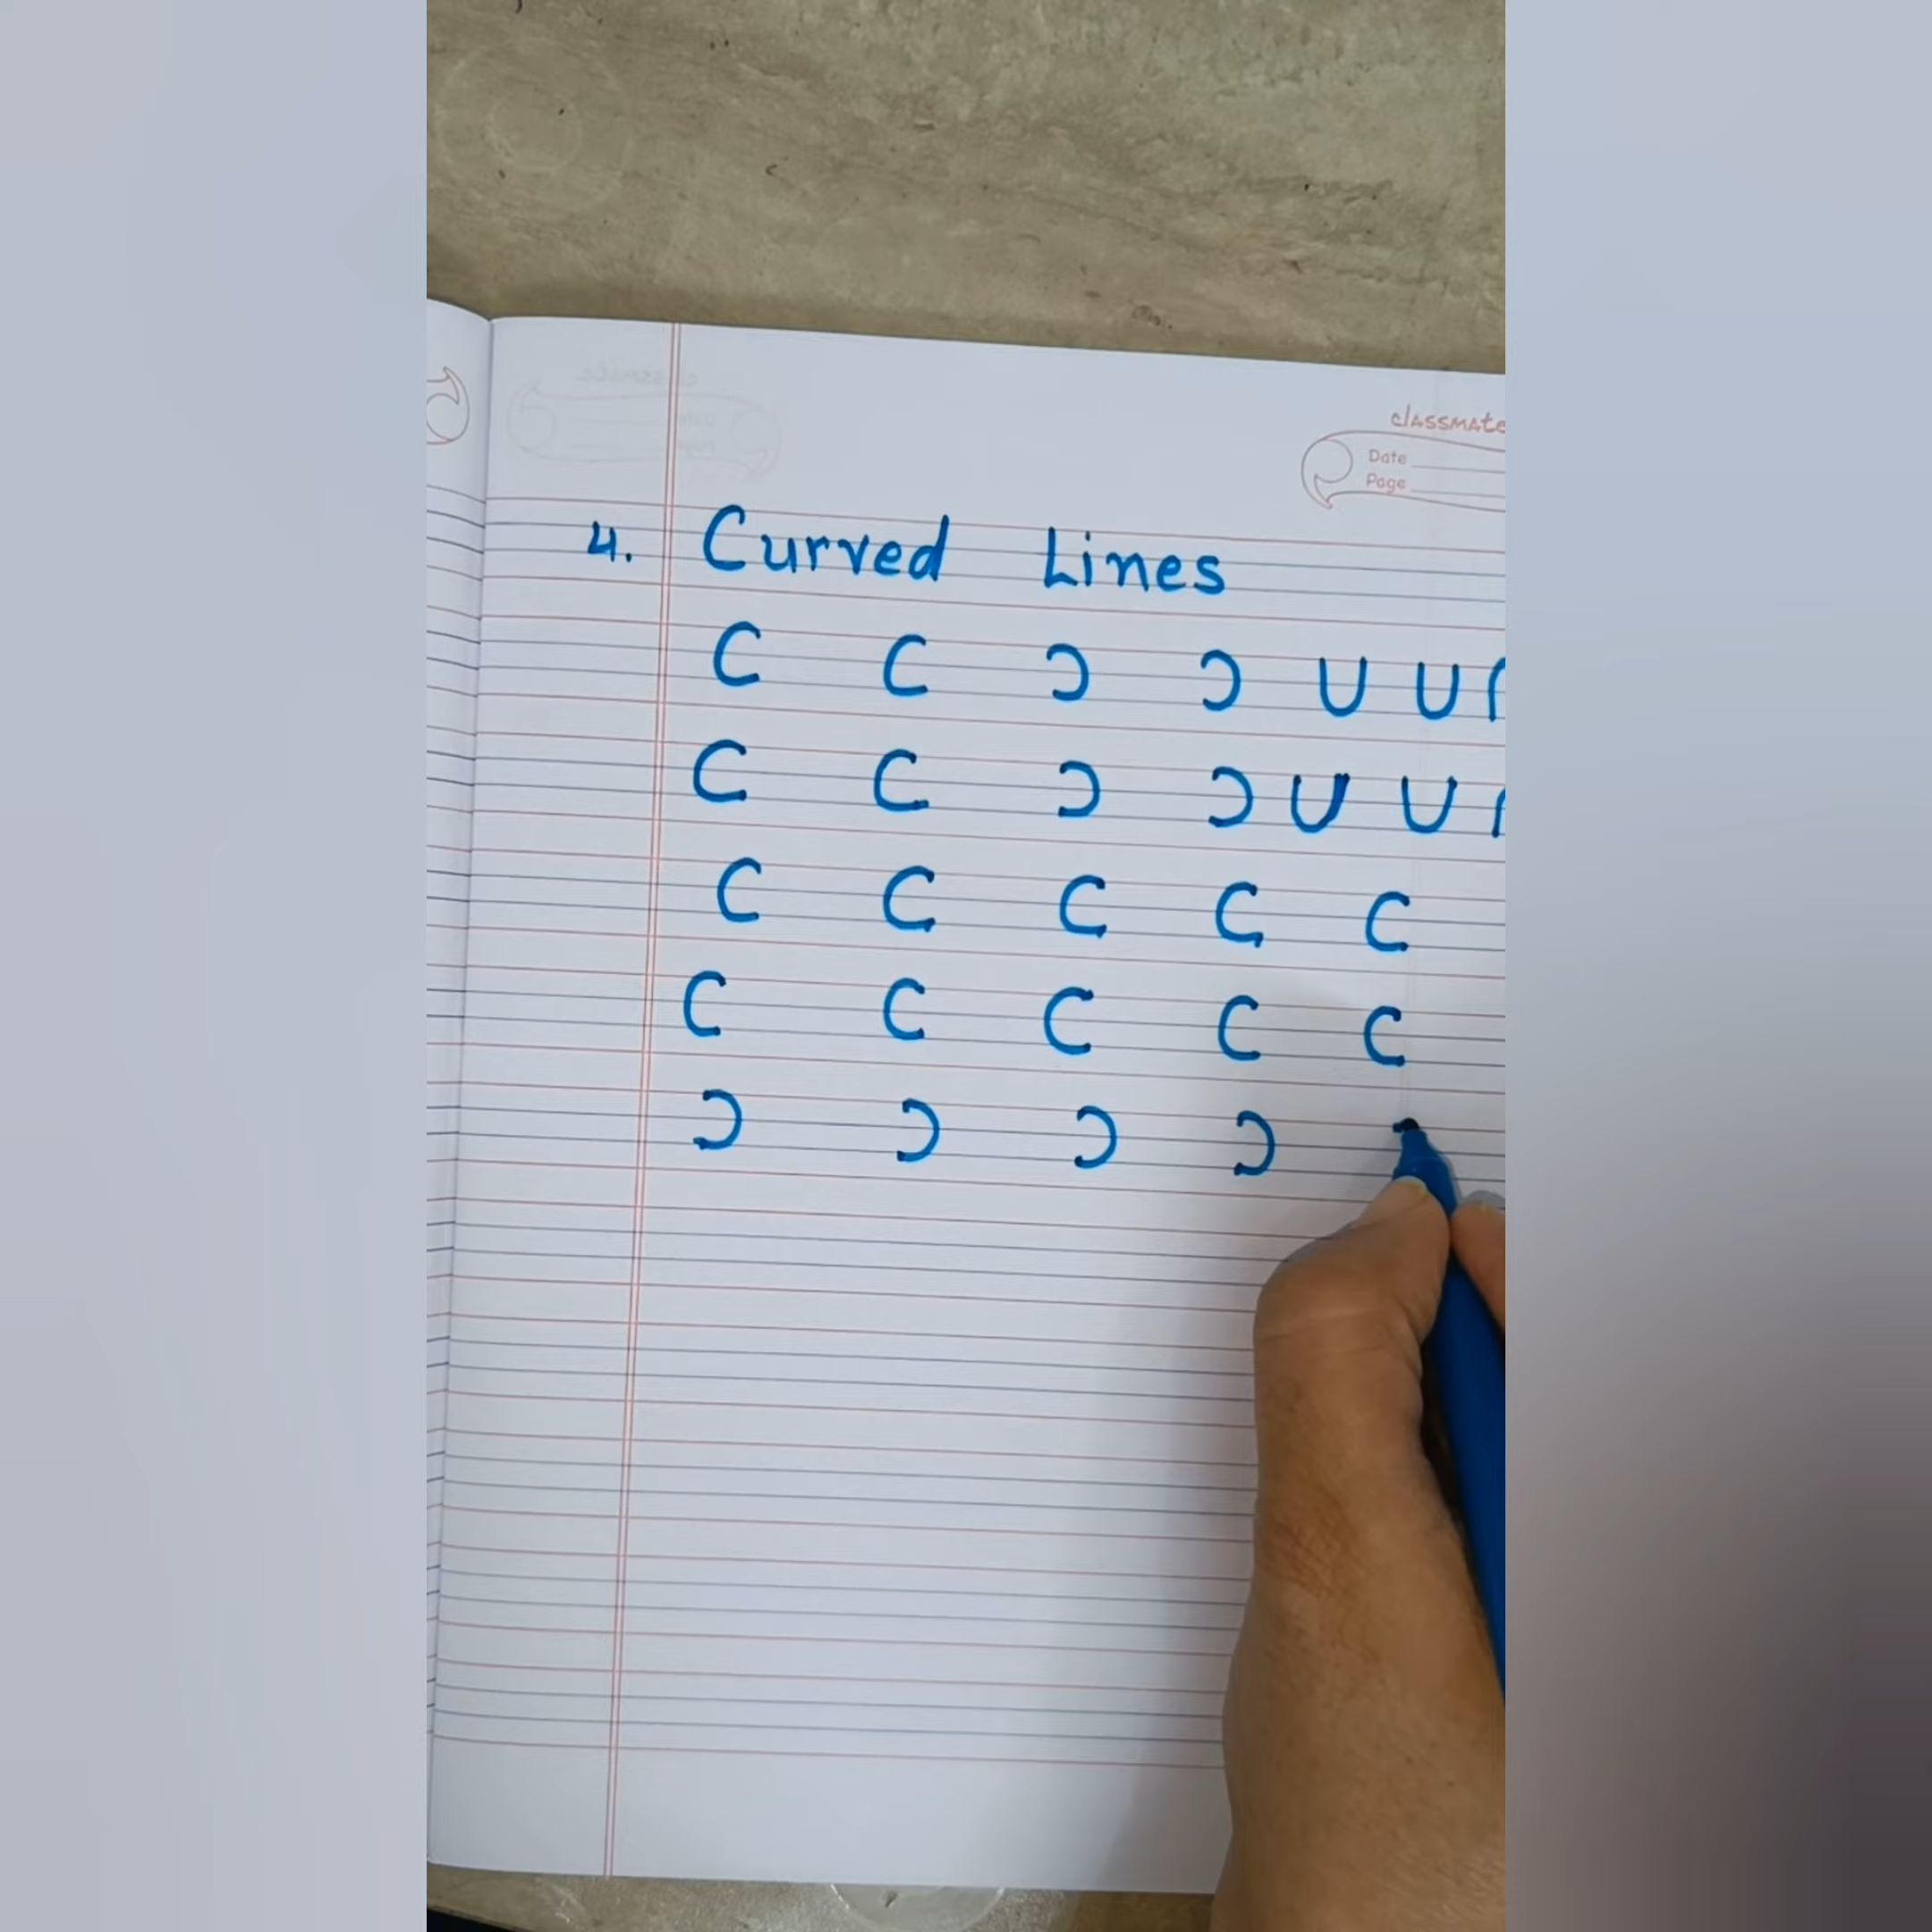 classmate
Date
Page
4. Curved Lines
C C Ɔ Ɔ U U
C C Ɔ Ɔ U U
C C C C C
C C C C C
Ɔ Ɔ Ɔ Ɔ